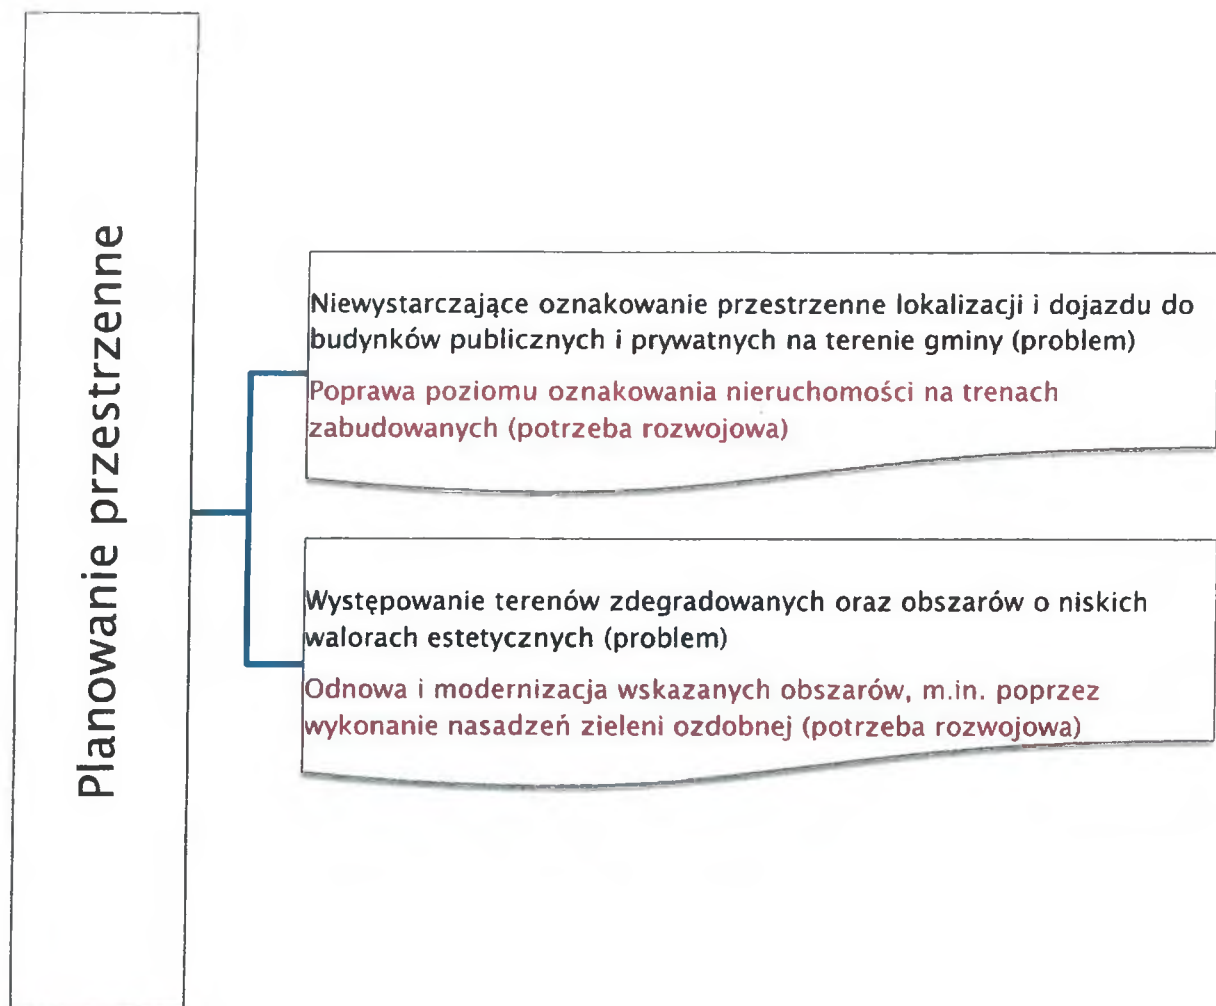 Planowanie przestrzenne
Niewystarczające oznakowanie przestrzenne lokalizacji i dojazdu do
budynków publicznych i prywatnych na terenie gminy (problem)
Poprawa poziomu oznakowania nieruchomości na trenach
zabudowanych (potrzeba rozwojowa)
Występowanie terenów zdegradowanych oraz obszarów o niskich
walorach estetycznych (problem)
Odnowa i modernizacja wskazanych obszarów, m.in. poprzez
wykonanie nasadzeń zieleni ozdobnej (potrzeba rozwojowa)